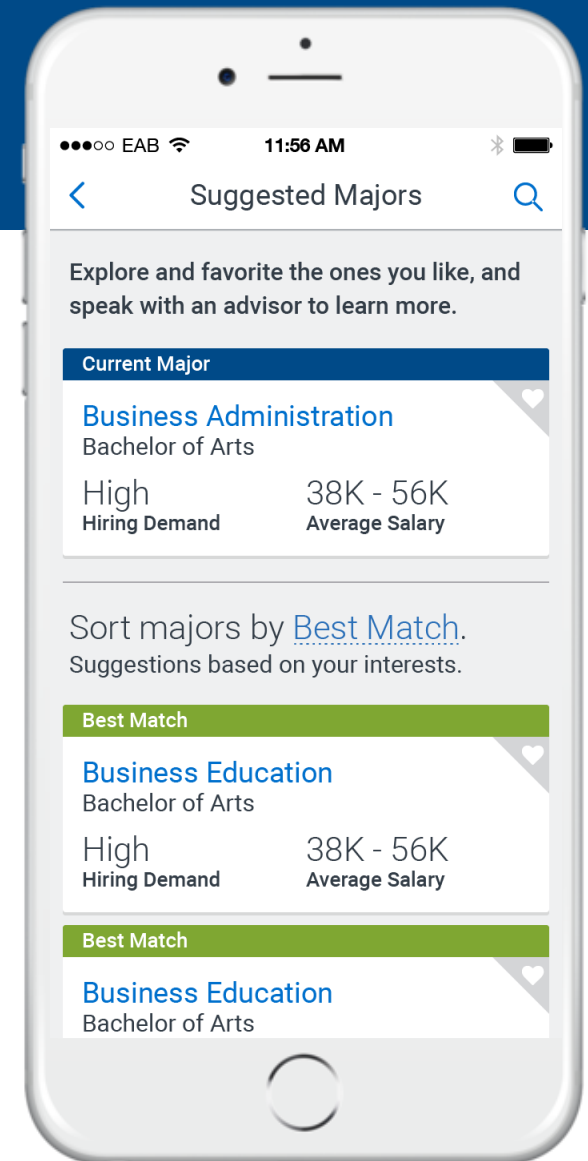 EAB 11:56 AM
Suggested Majors
Explore and favorite the ones you like, and
speak with an advisor to learn more.
Current Major
Business Administration
Bachelor of Arts
High 38K - 56K
Hiring Demand Average Salary
Sort majors by Best Match.
Suggestions based on your interests.
Best Match
Business Education
Bachelor of Arts
High 38K - 56K
Hiring Demand Average Salary
Best Match
Business Education
Bachelor of Arts